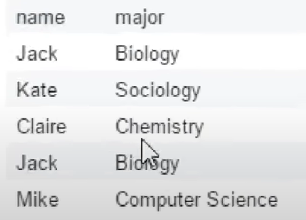 name major
Jack Biology
Kate Sociology
Claire Chemistry
Jack Biology
Mike Computer Science